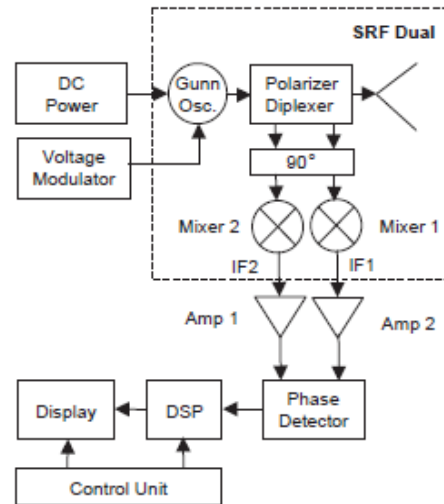 SRF Dual
DC
Power
Gunn
Osc.
Polarizer
Diplexer
Voltage
Modulator
90°
Mixer 2
Mixer 1
IF2
IF1
Amp 1
Amp 2
Display
DSP
Phase
Detector
Control Unit